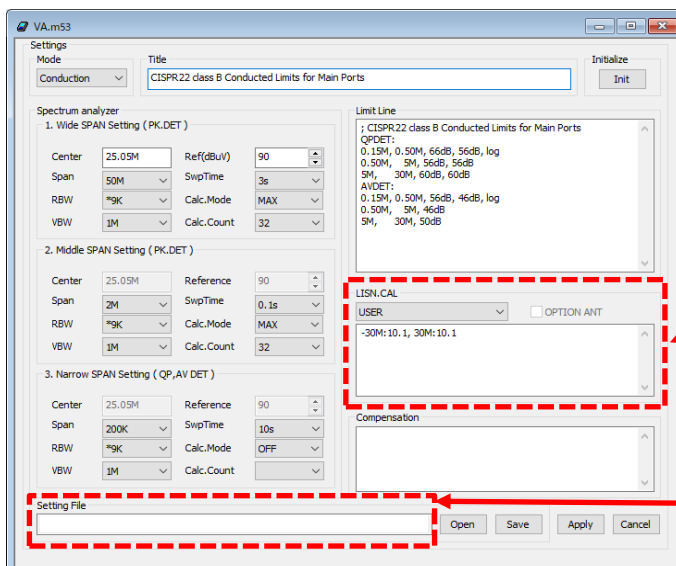 VA.m53
Settings
Mode
Conduction
Title
CISPR22 class B Conducted Limits for Main Ports
Initialize
Init
Spectrum analyzer
1. Wide SPAN Setting ( PK.DET )
Center 25.05M Ref(dBuV) 90
Span 50M SwpTime 3s
RBW *9K Calc.Mode MAX
VBW 1M Calc.Count 32
2. Middle SPAN Setting ( PK.DET )
Center 25.05M Reference 90
Span 2M SwpTime 0.1s
RBW *9K Calc.Mode MAX
VBW 1M Calc.Count 32
3. Narrow SPAN Setting ( QP,AV DET )
Center 25.05M Reference 90
Span 200K SwpTime 10s
RBW *9K Calc.Mode OFF
VBW 1M Calc.Count
Limit Line
; CISPR22 class B Conducted Limits for Main Ports
QPDET:
0.15M, 0.50M, 66dB, 56dB, log
0.50M, 5M, 56dB, 56dB
5M, 30M, 60dB, 60dB
AVDET:
0.15M, 0.50M, 56dB, 46dB, log
0.50M, 5M, 46dB
5M, 30M, 50dB
LISN.CAL
USER OPTION ANT
-30M:10.1, 30M:10.1
Compensation
Setting File
Open Save Apply Cancel